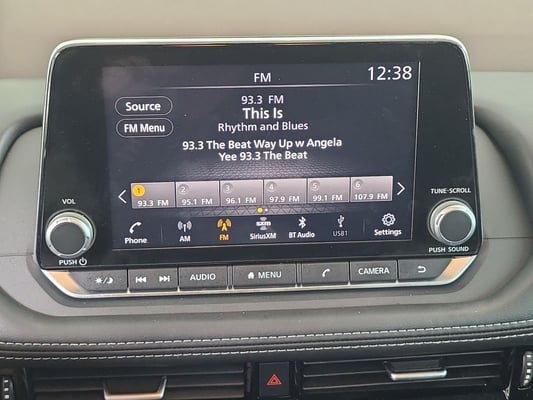 FM
12:38
Source
FM Menu
93.3 FM
This Is
Rhythm and Blues
93.3 The Beat Way Up w Angela
Yee 93.3 The Beat
1 2 3 4 5 6
93.3 FM 95.1 FM 96.1 FM 97.9 FM 99.1 FM 107.9 FM
Phone AM FM SiriusXM BT Audio USB1 Settings
VOL
PUSH
TUNE·SCROLL
PUSH SOUND
AUDIO MENU CAMERA